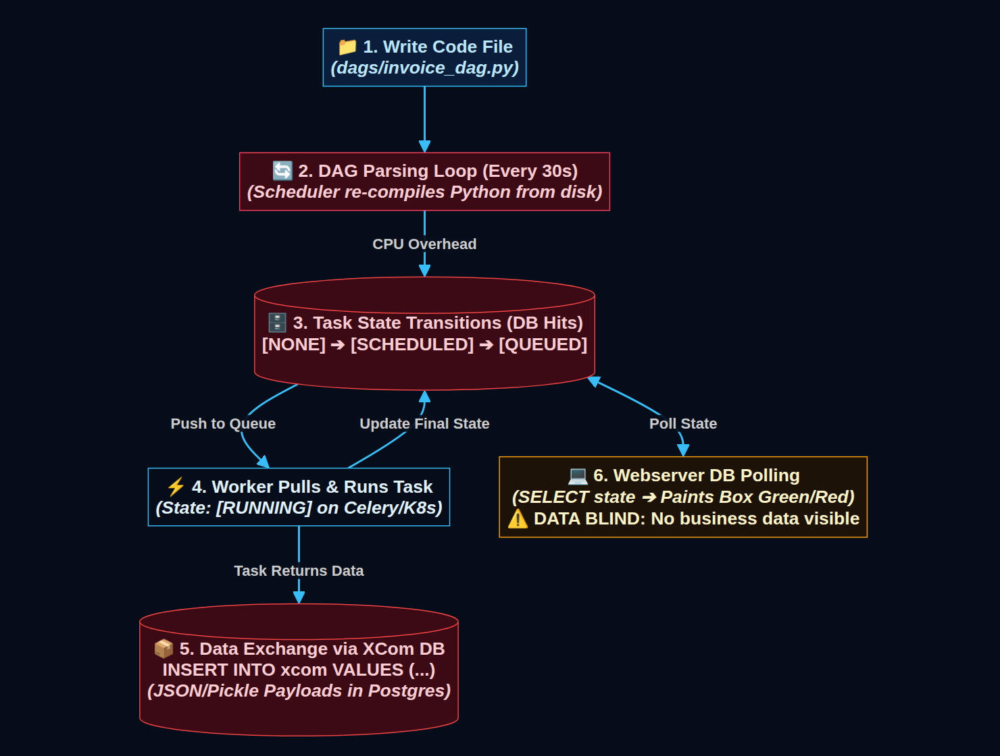 📁 1. Write Code File
(dags/invoice_dag.py)
🔄 2. DAG Parsing Loop (Every 30s)
(Scheduler re-compiles Python from disk)
CPU Overhead
🗄️ 3. Task State Transitions (DB Hits)
[NONE] ➔ [SCHEDULED] ➔ [QUEUED]
Push to Queue
Update Final State
Poll State
⚡ 4. Worker Pulls & Runs Task
(State: [RUNNING] on Celery/K8s)
💻 6. Webserver DB Polling
(SELECT state ➔ Paints Box Green/Red)
⚠️ DATA BLIND: No business data visible
Task Returns Data
📦 5. Data Exchange via XCom DB
INSERT INTO xcom VALUES (...)
(JSON/Pickle Payloads in Postgres)